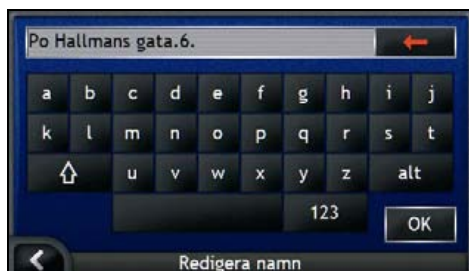 Po Hallmans gata.6.
a b c d e f g h i j
k l m n o p q r s t
u v w x y z alt
123
OK
Redigera namn